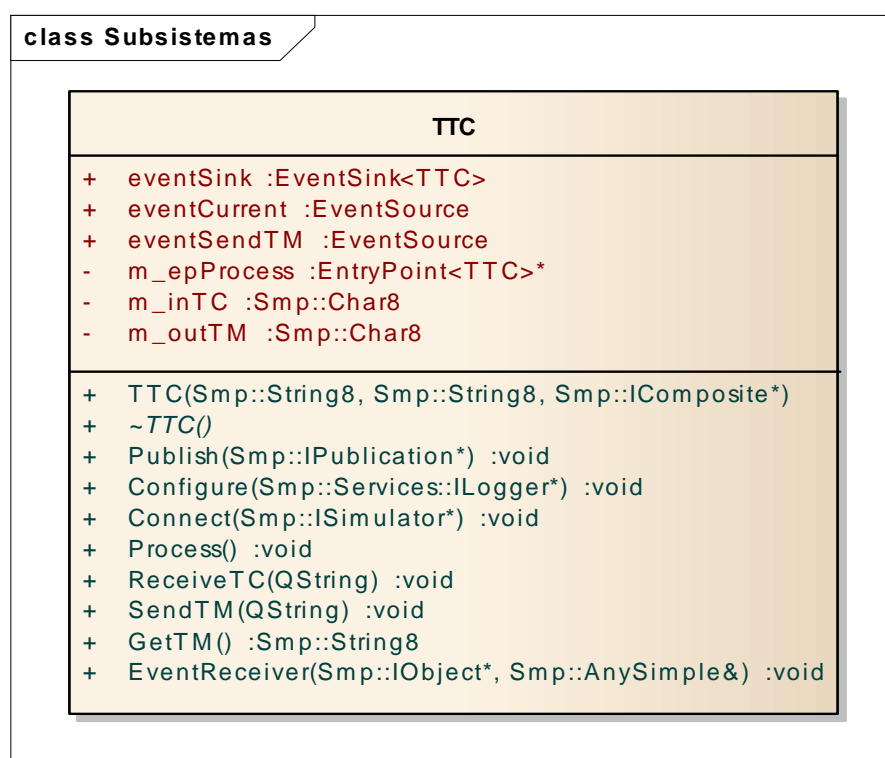 class Subsistemas
TTC
+ eventSink :EventSink<TTC>
+ eventCurrent :EventSource
+ eventSendTM :EventSource
- m_epProcess :EntryPoint<TTC>*
- m_inTC :Smp::Char8
- m_outTM :Smp::Char8
+ TTC(Smp::String8, Smp::String8, Smp::IComposite*)
+ ~TTC()
+ Publish(Smp::IPublication*) :void
+ Configure(Smp::Services::ILogger*) :void
+ Connect(Smp::ISimulator*) :void
+ Process() :void
+ ReceiveTC(QString) :void
+ SendTM(QString) :void
+ GetTM() :Smp::String8
+ EventReceiver(Smp::IObject*, Smp::AnySimple&) :void